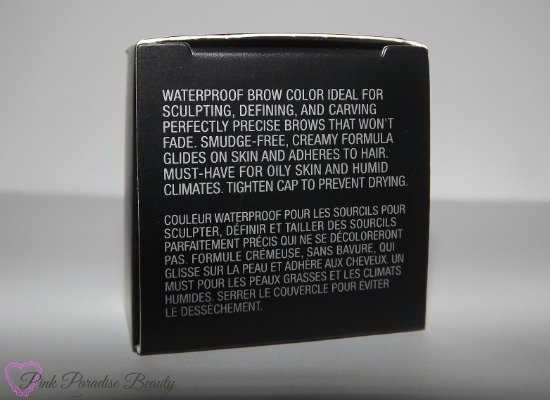 WATERPROOF BROW COLOR IDEAL FOR
SCULPTING, DEFINING, AND CARVING
PERFECTLY PRECISE BROWS THAT WON'T
FADE. SMUDGE-FREE, CREAMY FORMULA
GLIDES ON SKIN AND ADHERES TO HAIR.
MUST-HAVE FOR OILY SKIN AND HUMID
CLIMATES. TIGHTEN CAP TO PREVENT DRYING.
COULEUR WATERPROOF POUR LES SOURCILS POUR
SCULPTER, DÉFINIR ET TAILLER DES SOURCILS
PARFAITEMENT PRÉCIS QUI NE SE DÉCOLORERONT
PAS. FORMULE CRÉMEUSE, SANS BAVURE, QUI
GLISSE SUR LA PEAU ET ADHÈRE AUX CHEVEUX. UN
MUST POUR LES PEAUX GRASSES ET LES CLIMATS
HUMIDES. SERRER LE COUVERCLE POUR ÉVITER
LE DESSÈCHEMENT.
Pink Paradise Beauty